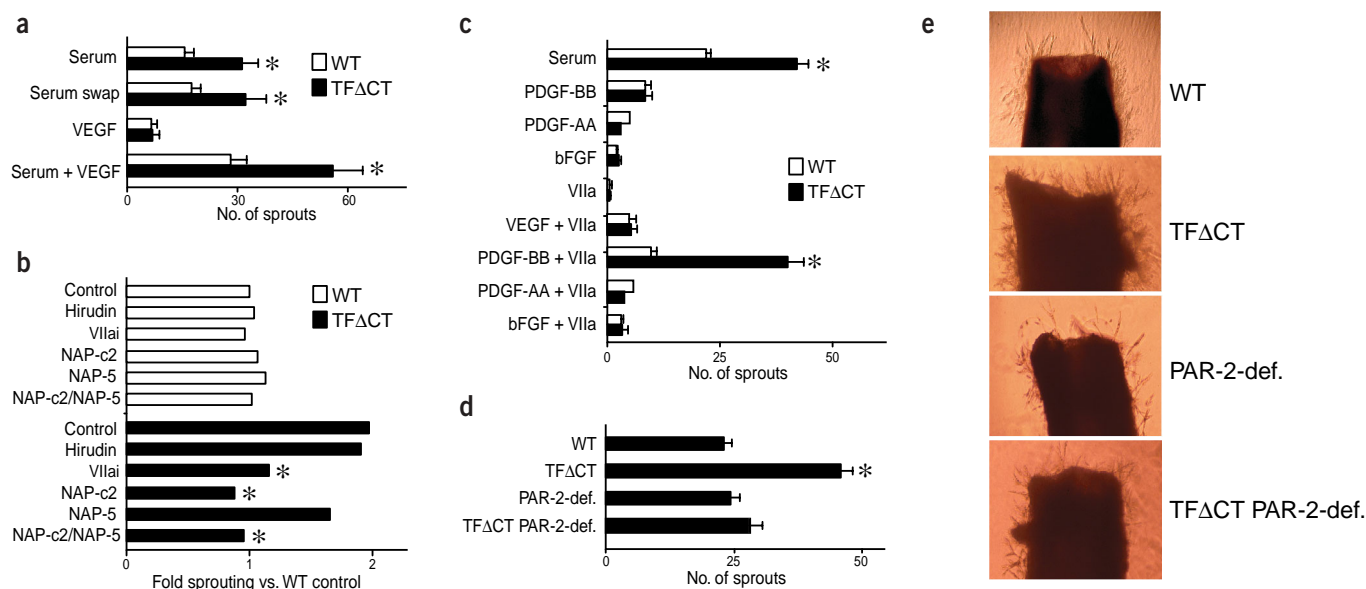 a
Serum
Serum swap
VEGF
Serum + VEGF
*
*
*
WT
TFΔCT
0
30
60
No. of sprouts
b
Control
Hirudin
VIIai
NAP-c2
NAP-5
NAP-c2/NAP-5
Control
Hirudin
VIIai
NAP-c2
NAP-5
NAP-c2/NAP-5
*
*
*
WT
TFΔCT
0
1
2
Fold sprouting vs. WT control
c
Serum
PDGF-BB
PDGF-AA
bFGF
VIIa
VEGF + VIIa
PDGF-BB + VIIa
PDGF-AA + VIIa
bFGF + VIIa
*
*
WT
TFΔCT
0
25
50
No. of sprouts
d
WT
TFΔCT
PAR-2-def.
TFΔCT PAR-2-def.
*
0
25
50
No. of sprouts
e
WT
TFΔCT
PAR-2-def.
TFΔCT PAR-2-def.